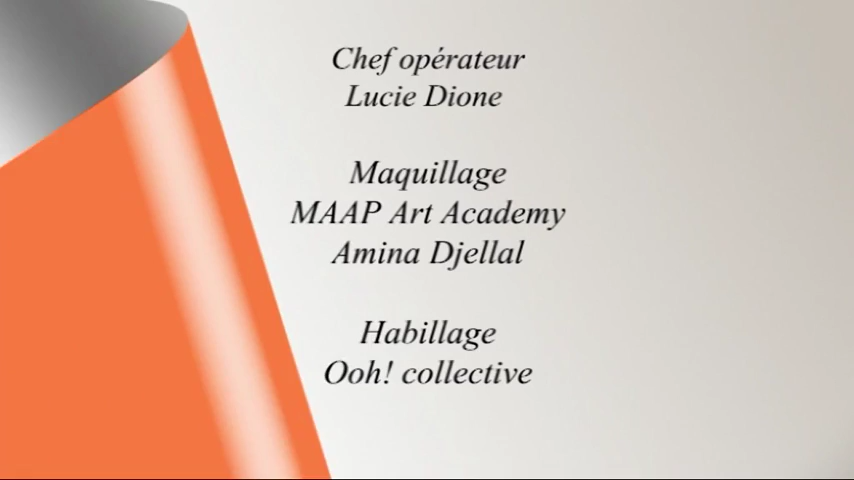 Chef opérateur
Lucie Dione
Maquillage
MAAP Art Academy
Amina Djellal
Habillage
Ooh! collective